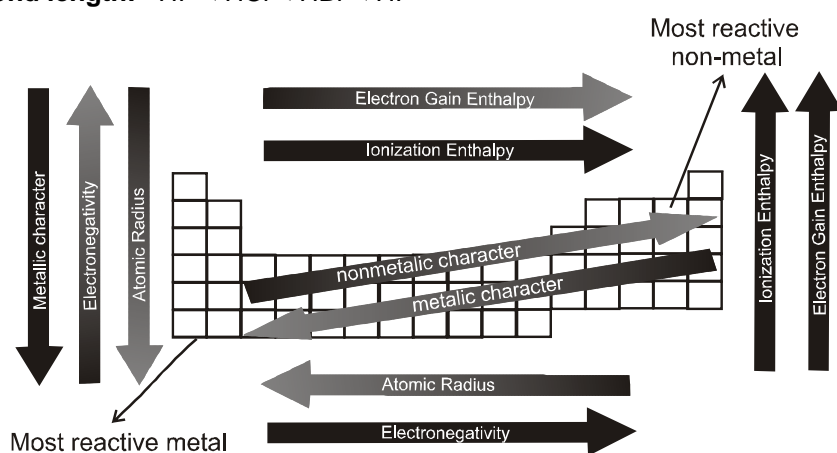 length:
Most reactive
non-metal
Electron Gain Enthalpy
Ionization Enthalpy
Metallic character
Electronegativity
Atomic Radius
nonmetalic character
metalic character
Ionization Enthalpy
Electron Gain Enthalpy
Atomic Radius
Electronegativity
Most reactive metal